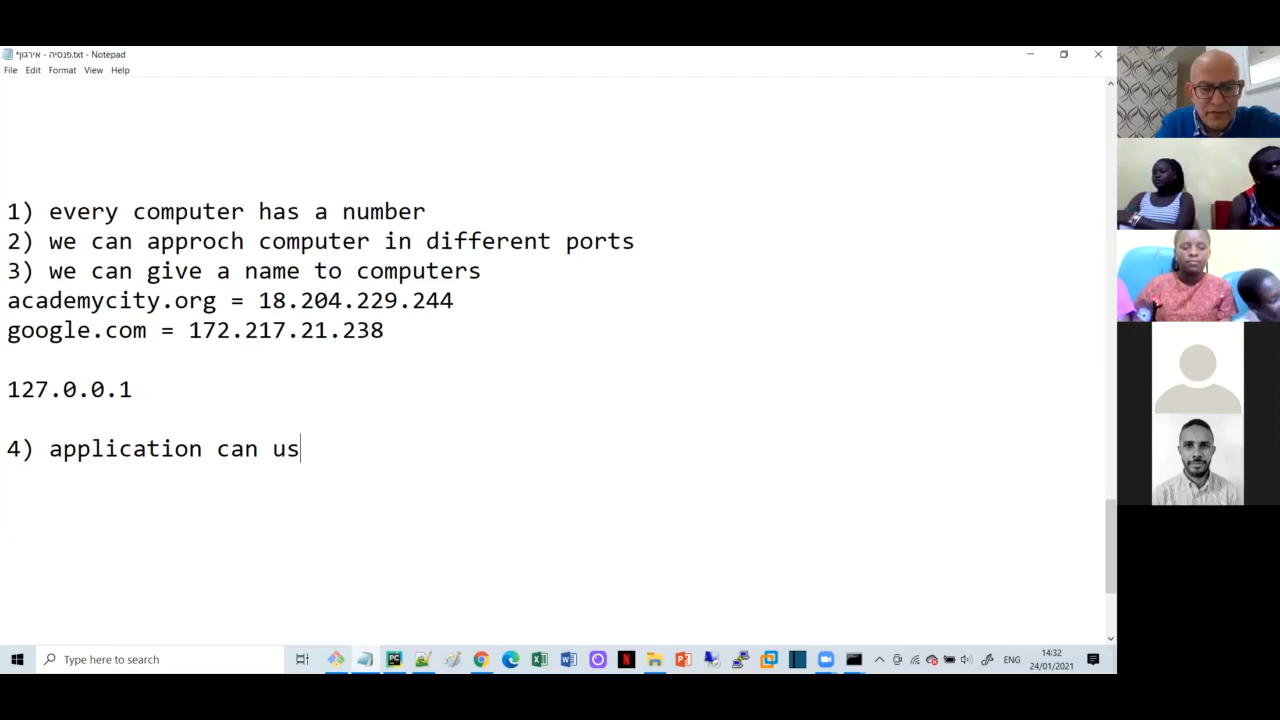 *אירגון - פנסיה.txt - Notepad
File Edit Format View Help
1) every computer has a number
2) we can approch computer in different ports
3) we can give a name to computers
academycity.org = 18.204.229.244
google.com = 172.217.21.238
127.0.0.1
4) application can us
Type here to search
ENG
14:32
24/01/2021